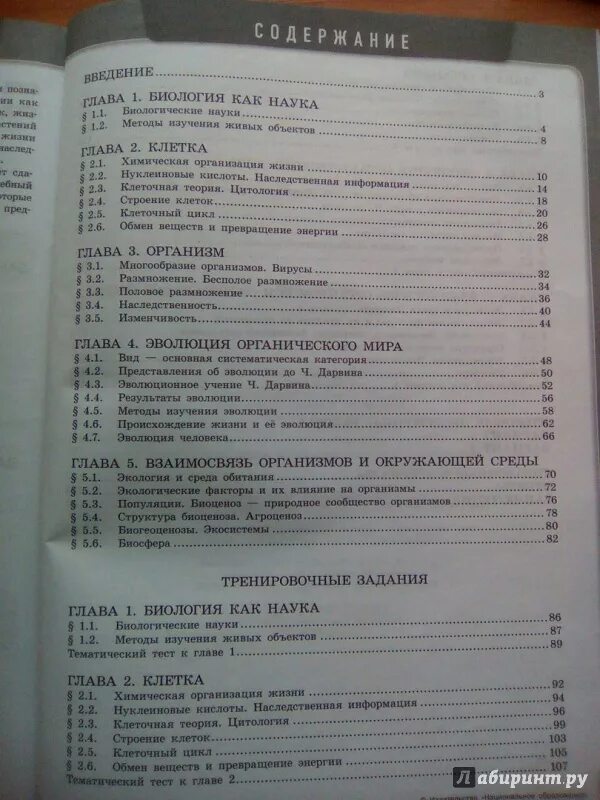 СОДЕРЖАНИЕ
ВВЕДЕНИЕ 3
ГЛАВА 1. БИОЛОГИЯ КАК НАУКА
§ 1.1. Биологические науки 4
§ 1.2. Методы изучения живых объектов 8
ГЛАВА 2. КЛЕТКА
§ 2.1. Химическая организация жизни 10
§ 2.2. Нуклеиновые кислоты. Наследственная информация 14
§ 2.3. Клеточная теория. Цитология 18
§ 2.4. Строение клеток 20
§ 2.5. Клеточный цикл 26
§ 2.6. Обмен веществ и превращение энергии 28
ГЛАВА 3. ОРГАНИЗМ
§ 3.1. Многообразие организмов. Вирусы 32
§ 3.2. Размножение. Бесполое размножение 34
§ 3.3. Половое размножение 36
§ 3.4. Наследственность 40
§ 3.5. Изменчивость 44
ГЛАВА 4. ЭВОЛЮЦИЯ ОРГАНИЧЕСКОГО МИРА
§ 4.1. Вид — основная систематическая категория 48
§ 4.2. Представления об эволюции до Ч. Дарвина 50
§ 4.3. Эволюционное учение Ч. Дарвина 52
§ 4.4. Результаты эволюции 56
§ 4.5. Методы изучения эволюции 58
§ 4.6. Происхождение жизни и её эволюция 62
§ 4.7. Эволюция человека 66
ГЛАВА 5. ВЗАИМОСВЯЗЬ ОРГАНИЗМОВ И ОКРУЖАЮЩЕЙ СРЕДЫ
§ 5.1. Экология и среда обитания 70
§ 5.2. Экологические факторы и их влияние на организмы 72
§ 5.3. Популяции. Биоценоз — природное сообщество организмов 76
§ 5.4. Структура биоценоза. Агроценоз 78
§ 5.5. Биогеоценозы. Экосистемы 80
§ 5.6. Биосфера 82
ТРЕНИРОВОЧНЫЕ ЗАДАНИЯ
ГЛАВА 1. БИОЛОГИЯ КАК НАУКА
§ 1.1. Биологические науки 86
§ 1.2. Методы изучения живых объектов 87
Тематический тест к главе 1 89
ГЛАВА 2. КЛЕТКА
§ 2.1. Химическая организация жизни 92
§ 2.2. Нуклеиновые кислоты. Наследственная информация 94
§ 2.3. Клеточная теория. Цитология 96
§ 2.4. Строение клеток 99
§ 2.5. Клеточный цикл 103
§ 2.6. Обмен веществ и превращение энергии 105
Тематический тест к главе 2 107
Лабиринт.ру